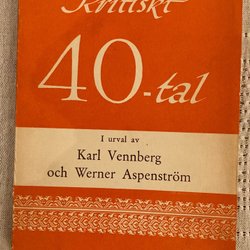 Kritiskt
40-tal
I urval av
Karl Vennberg
och Werner Aspenström